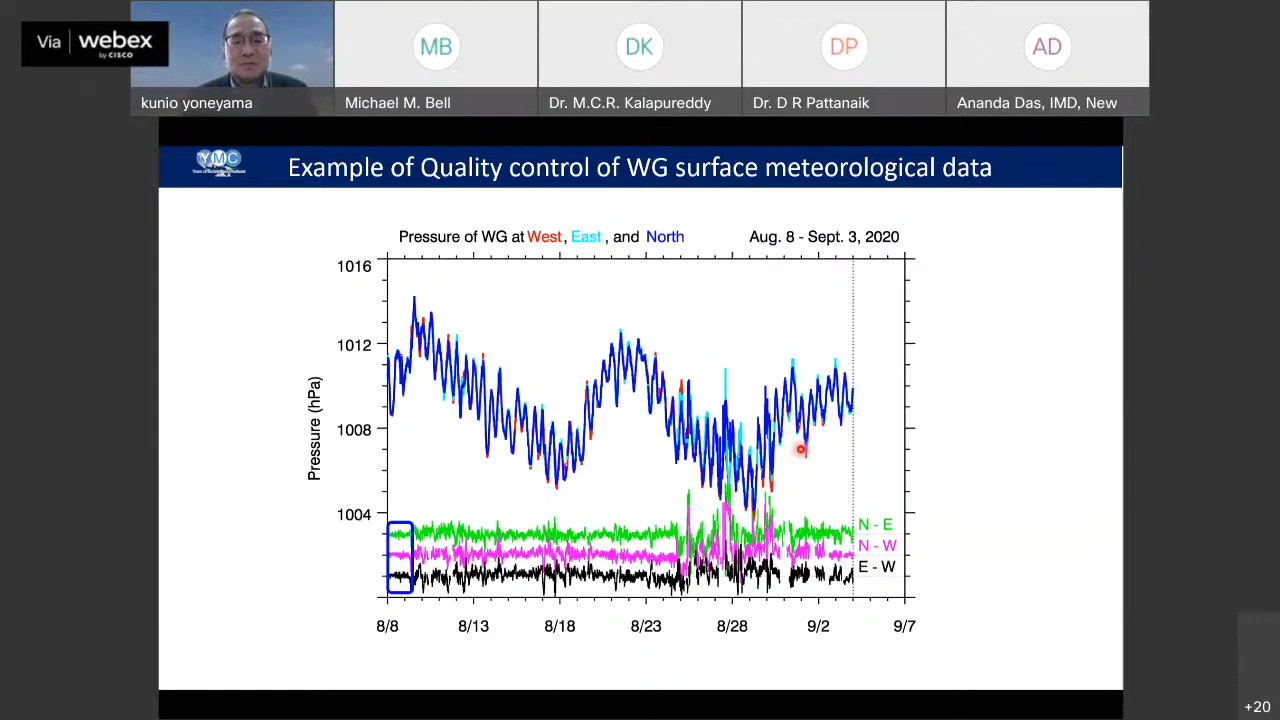 Via webex
by CISCO
MB
DK
DP
AD
kunio yoneyama
Michael M. Bell
Dr. M.C.R. Kalapureddy
Dr. D R Pattanaik
Ananda Das, IMD, New
YMC
Example of Quality control of WG surface meteorological data
Pressure of WG at West, East, and North
Aug. 8 - Sept. 3, 2020
Pressure (hPa)
1016
1012
1008
1004
N - E
N - W
E - W
8/8
8/13
8/18
8/23
8/28
9/2
9/7
+20